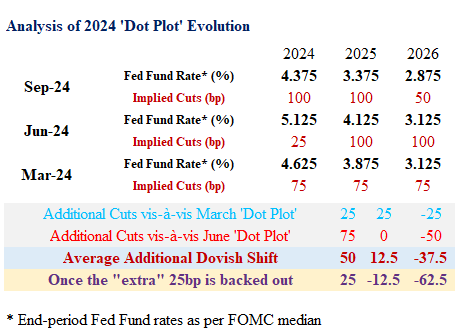 Analysis of 2024 'Dot Plot' Evolution
2024 2025 2026
Sep-24
Fed Fund Rate* (%) 4.375 3.375 2.875
Implied Cuts (bp) 100 100 50
Jun-24
Fed Fund Rate* (%) 5.125 4.125 3.125
Implied Cuts (bp) 25 100 100
Mar-24
Fed Fund Rate* (%) 4.625 3.875 3.125
Implied Cuts (bp) 75 75 75
Additional Cuts vis-à-vis March 'Dot Plot' 25 25 -25
Additional Cuts vis-à-vis June 'Dot Plot' 75 0 -50
Average Additional Dovish Shift 50 12.5 -37.5
Once the "extra" 25bp is backed out 25 -12.5 -62.5
* End-period Fed Fund rates as per FOMC median